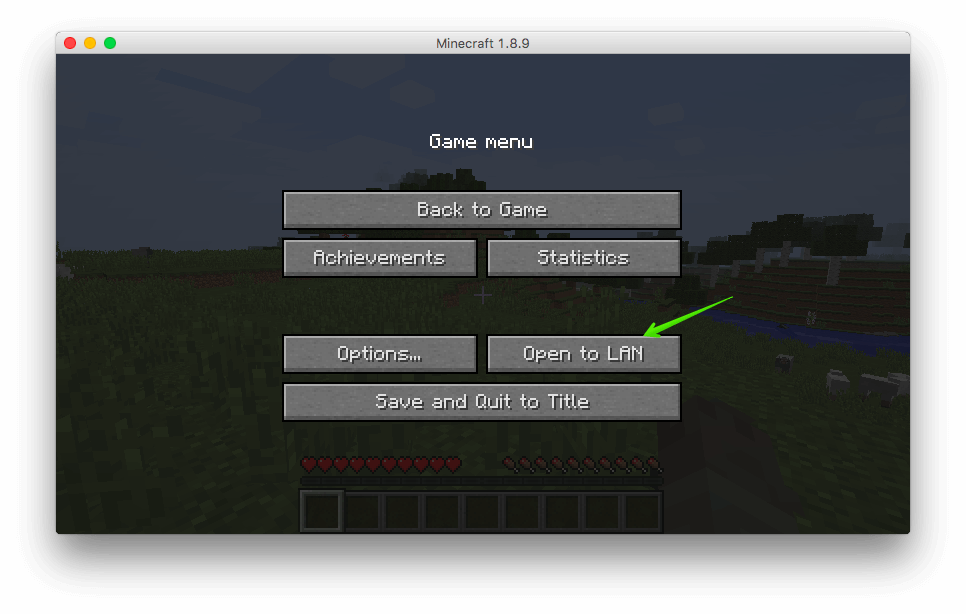 Minecraft 1.8.9
Game menu
Back to Game
Achievements
Statistics
Options...
Open to LAN
Save and Quit to Title